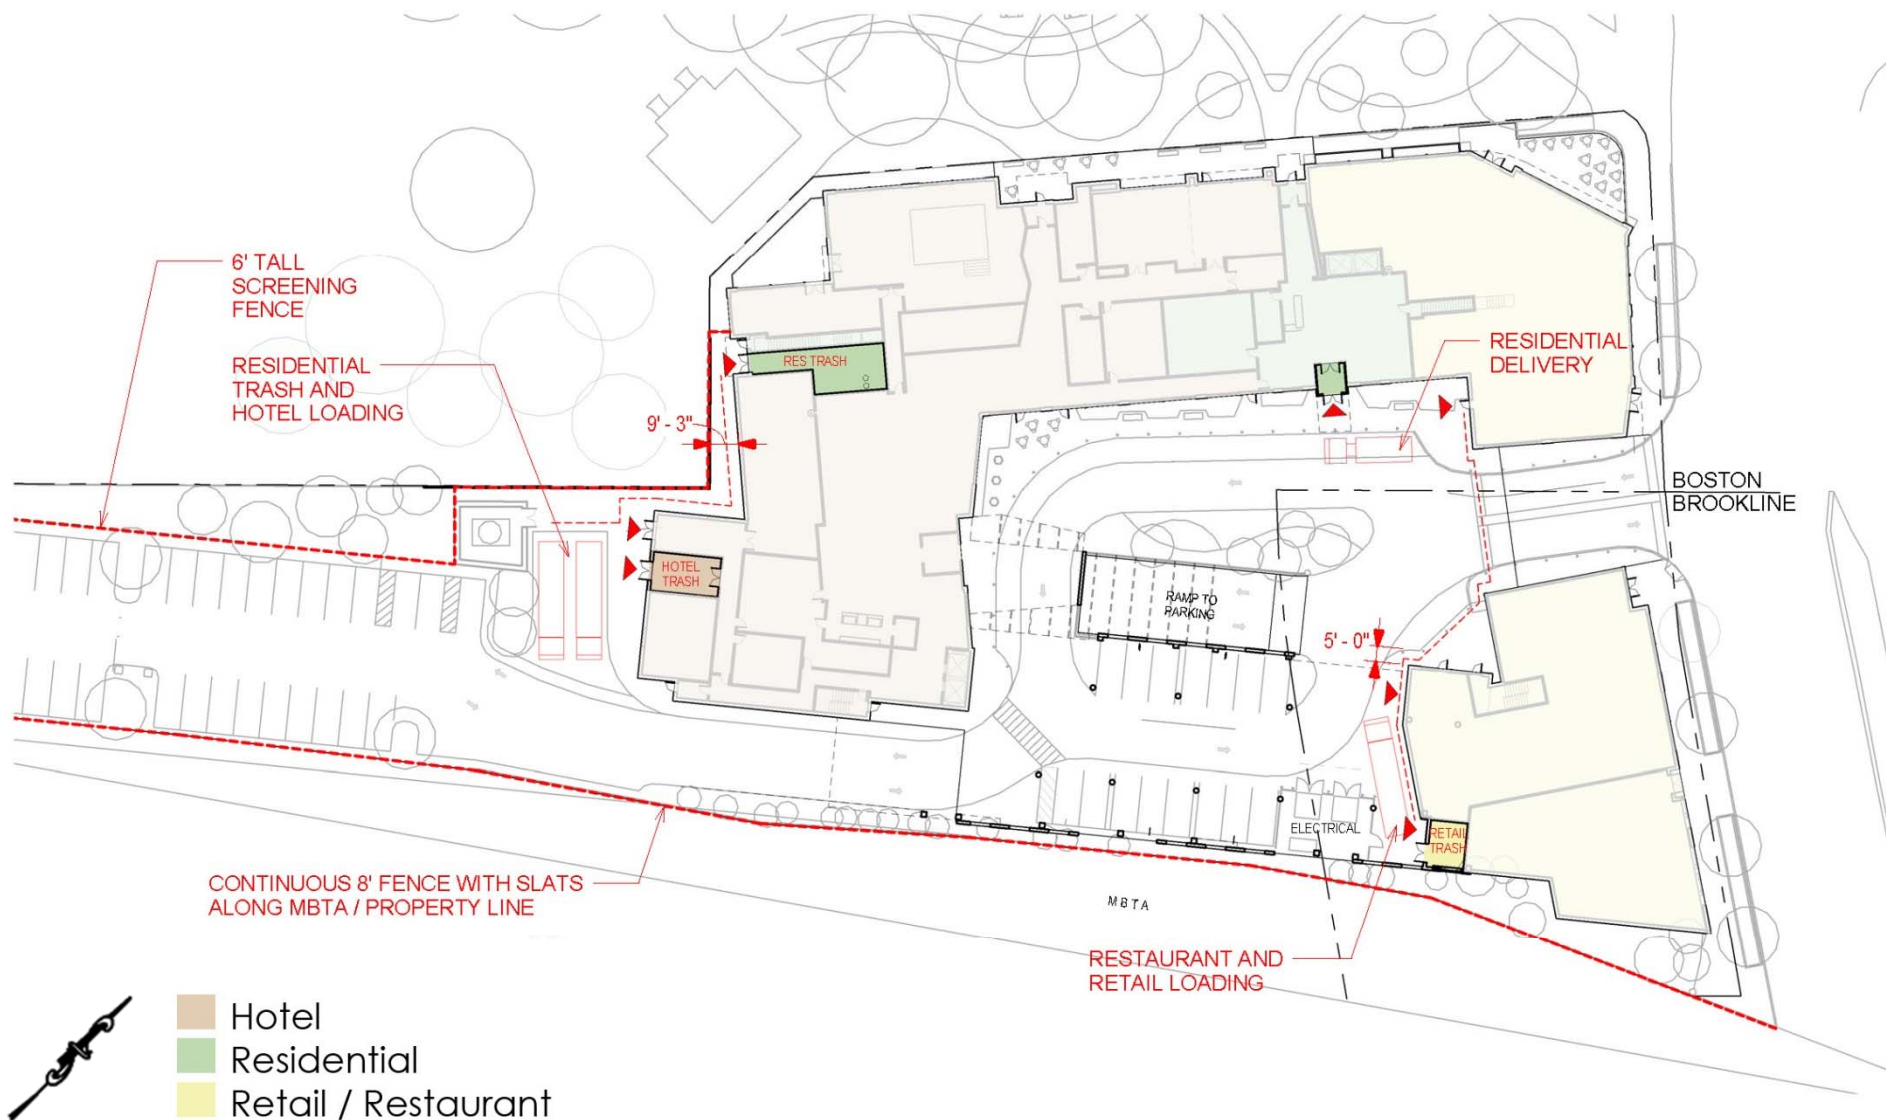 6' TALL
SCREENING
FENCE
RESIDENTIAL
TRASH AND
HOTEL LOADING
9' - 3"
RES TRASH
RESIDENTIAL
DELIVERY
BOSTON
BROOKLINE
HOTEL
TRASH
RAMP TO
PARKING
5' - 0"
ELECTRICAL
RETAIL
TRASH
CONTINUOUS 8' FENCE WITH SLATS
ALONG MBTA / PROPERTY LINE
MBTA
RESTAURANT AND
RETAIL LOADING
Hotel
Residential
Retail / Restaurant